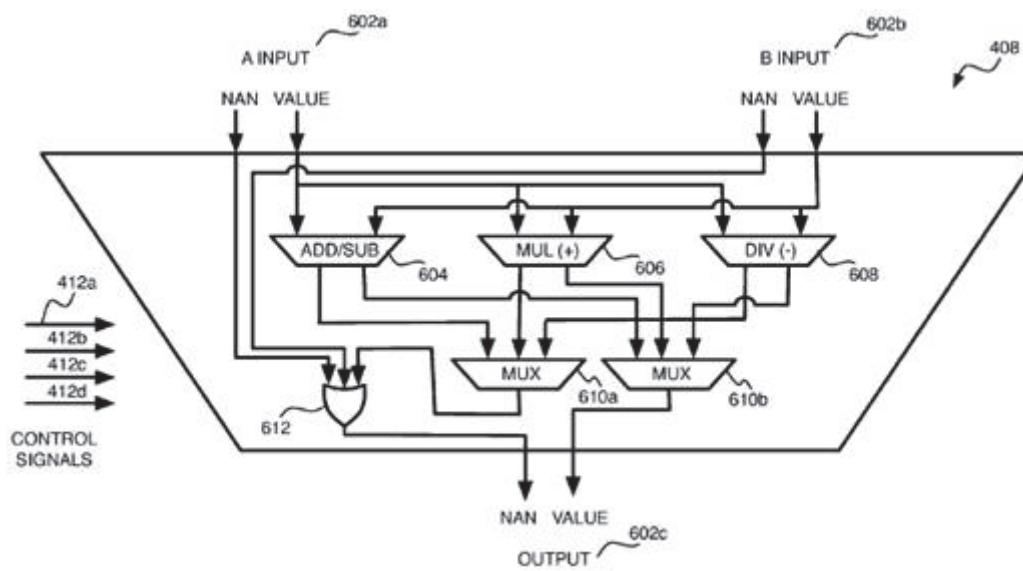 602a
602b
408
A INPUT
B INPUT
NAN VALUE
NAN VALUE
ADD/SUB
MUL (+)
DIV (-)
604
606
608
412a
412b
412c
412d
MUX
MUX
610a
610b
612
CONTROL
SIGNALS
NAN VALUE
602c
OUTPUT